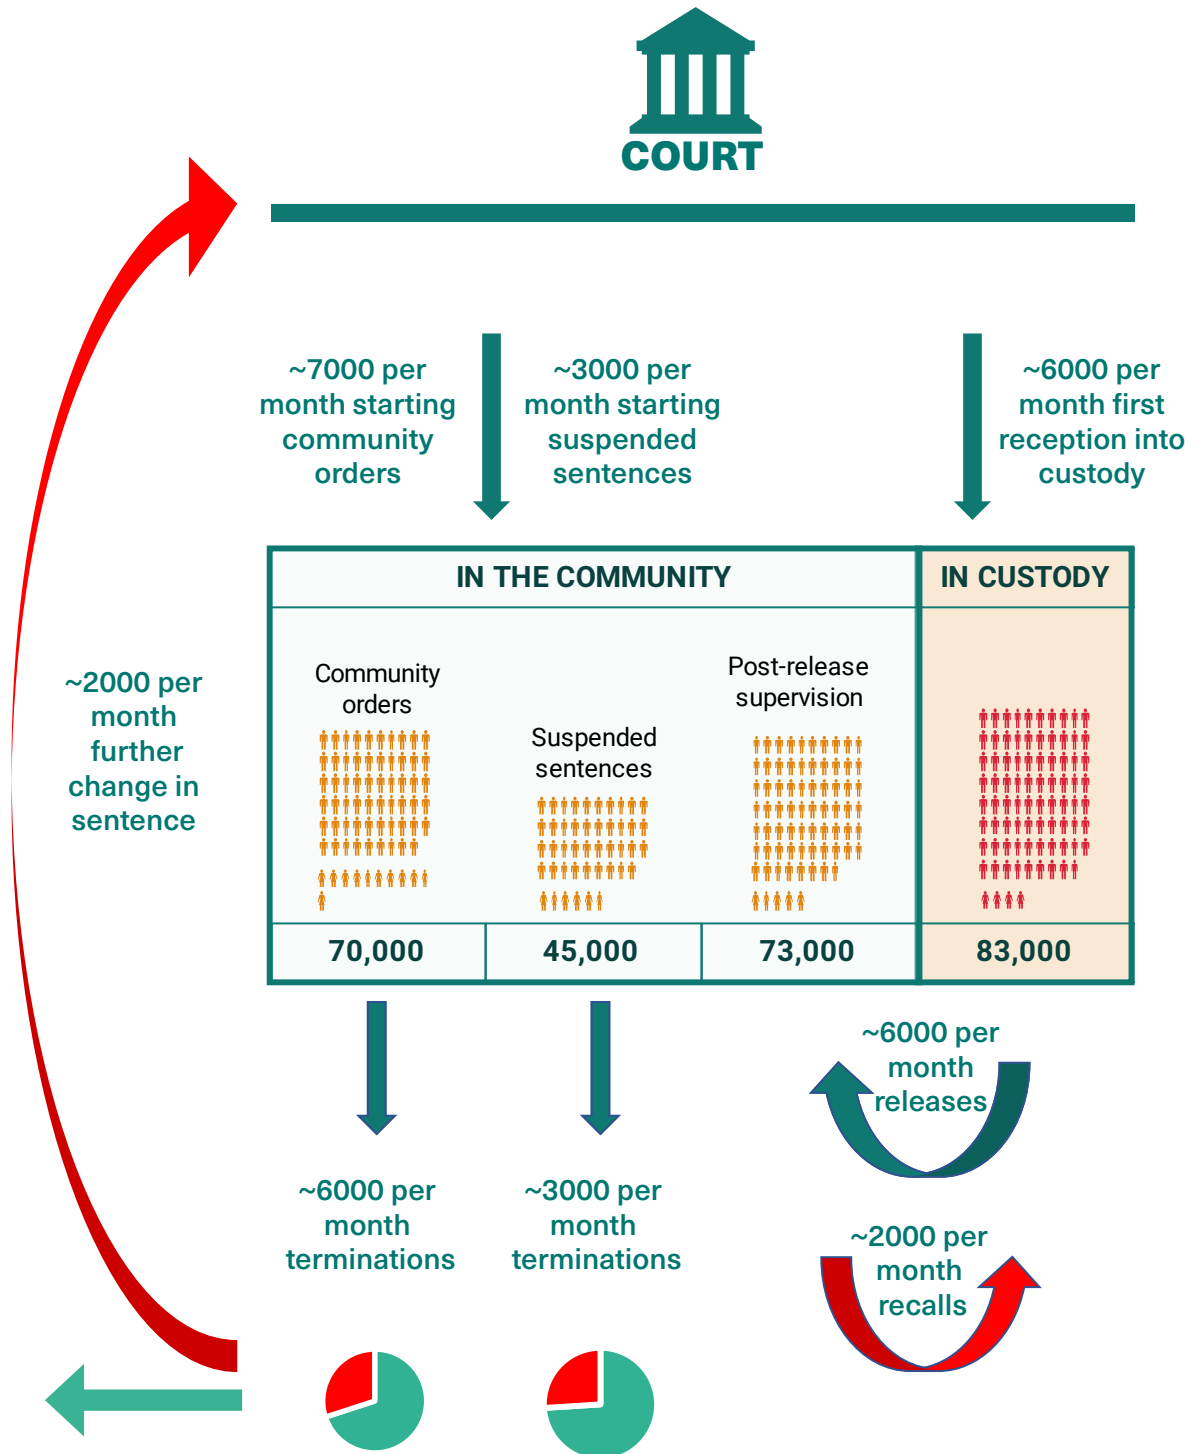 COURT
~7000 per
month starting
community
orders
~3000 per
month starting
suspended
sentences
~6000 per
month first
reception into
custody
IN THE COMMUNITY
IN CUSTODY
~2000 per
month
further
change in
sentence
Community
orders
Suspended
sentences
Post-release
supervision
70,000
45,000
73,000
83,000
~6000 per
month
terminations
~3000 per
month
terminations
~6000 per
month
releases
~2000 per
month
recalls